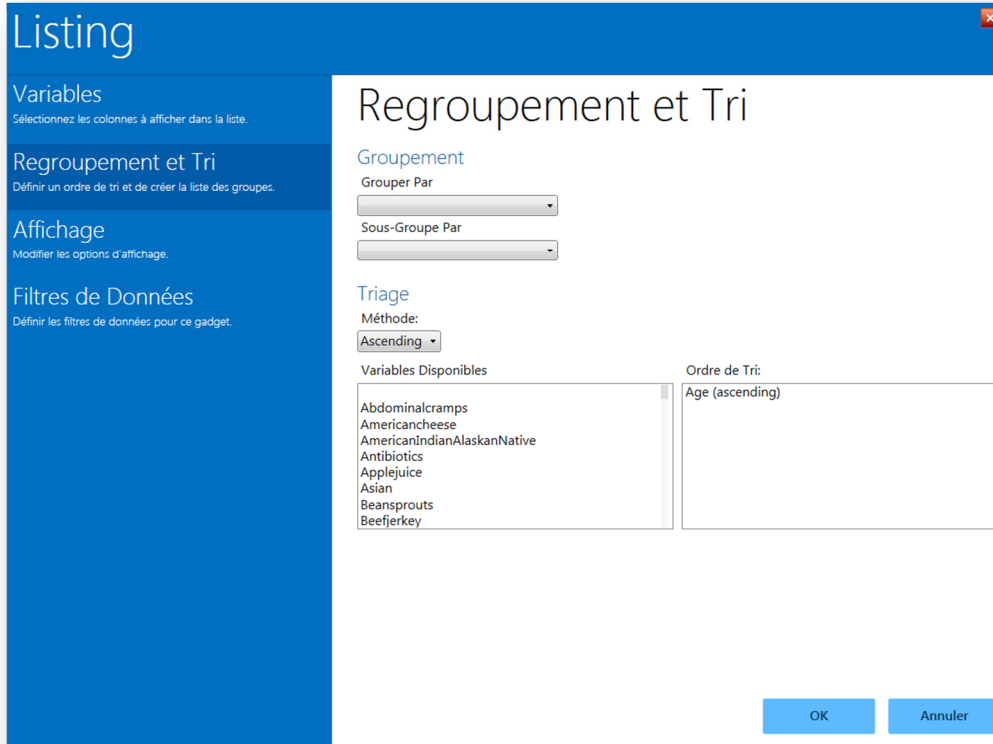 Listing
Variables
Sélectionnez les colonnes à afficher dans la liste.
Regroupement et Tri
Définir un ordre de tri et de créer la liste des groupes.
Affichage
Modifier les options d'affichage.
Filtres de Données
Définir les filtres de données pour ce gadget.
Regroupement et Tri
Groupement
Grouper Par
Sous-Groupe Par
Triage
Méthode:
Ascending
Variables Disponibles
Abdominalcramps
Americancheese
AmericanIndianAlaskanNative
Antibiotics
Applejuice
Asian
Beansprouts
Beefjerkey
Ordre de Tri:
Age (ascending)
OK
Annuler